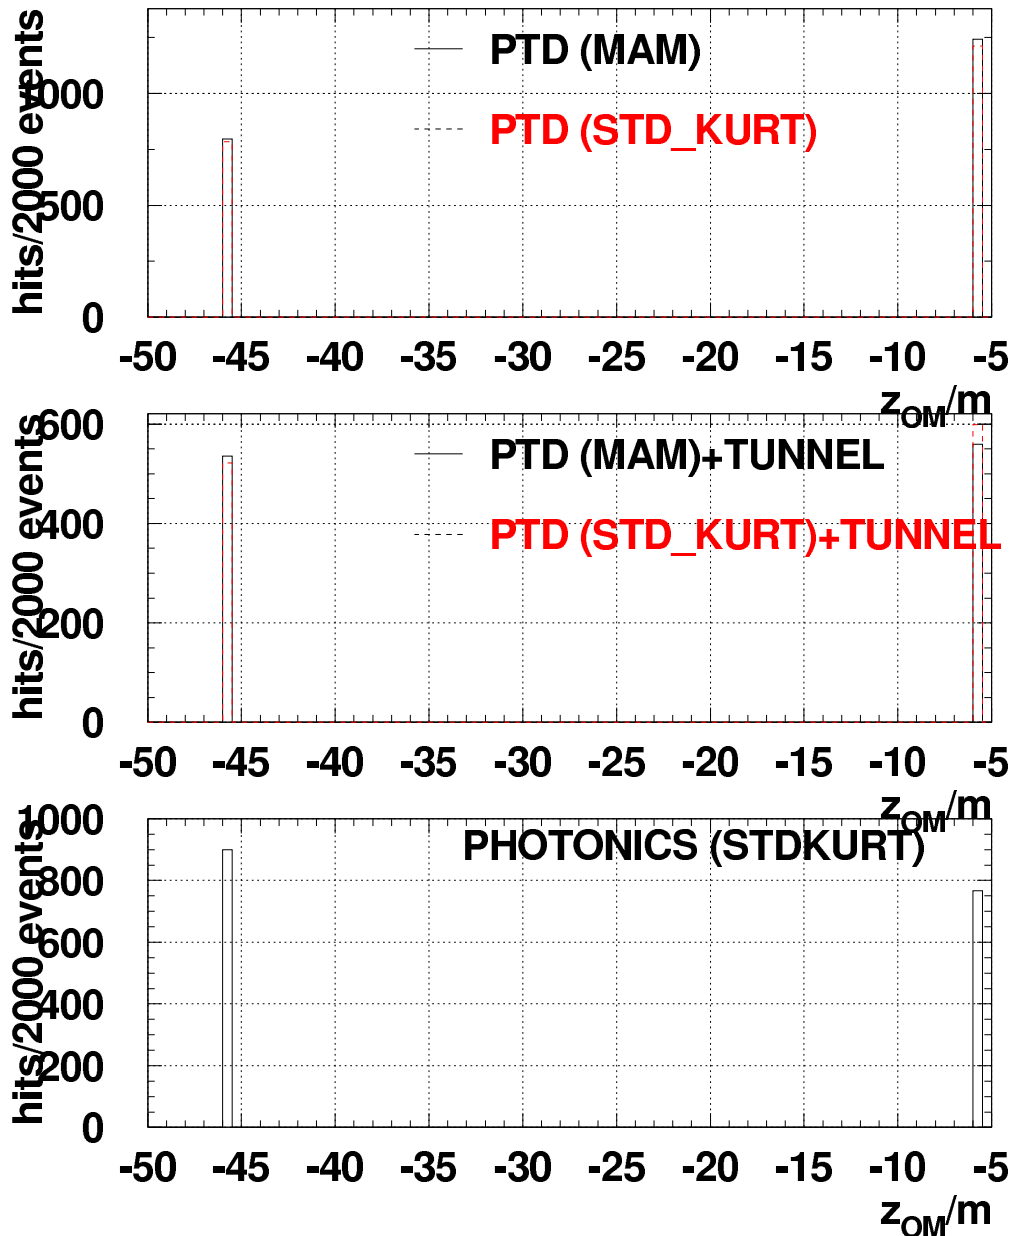 hits/2000 events
1000
500
0
PTD (MAM)
PTD (STD_KURT)
-50 -45 -40 -35 -30 -25 -20 -15 -10 -5
z_OM/m
hits/2000 events
600
400
200
0
PTD (MAM)+TUNNEL
PTD (STD_KURT)+TUNNEL
-50 -45 -40 -35 -30 -25 -20 -15 -10 -5
z_OM/m
hits/2000 events
1000
800
600
400
200
0
PHOTONICS (STDKURT)
-50 -45 -40 -35 -30 -25 -20 -15 -10 -5
z_OM/m